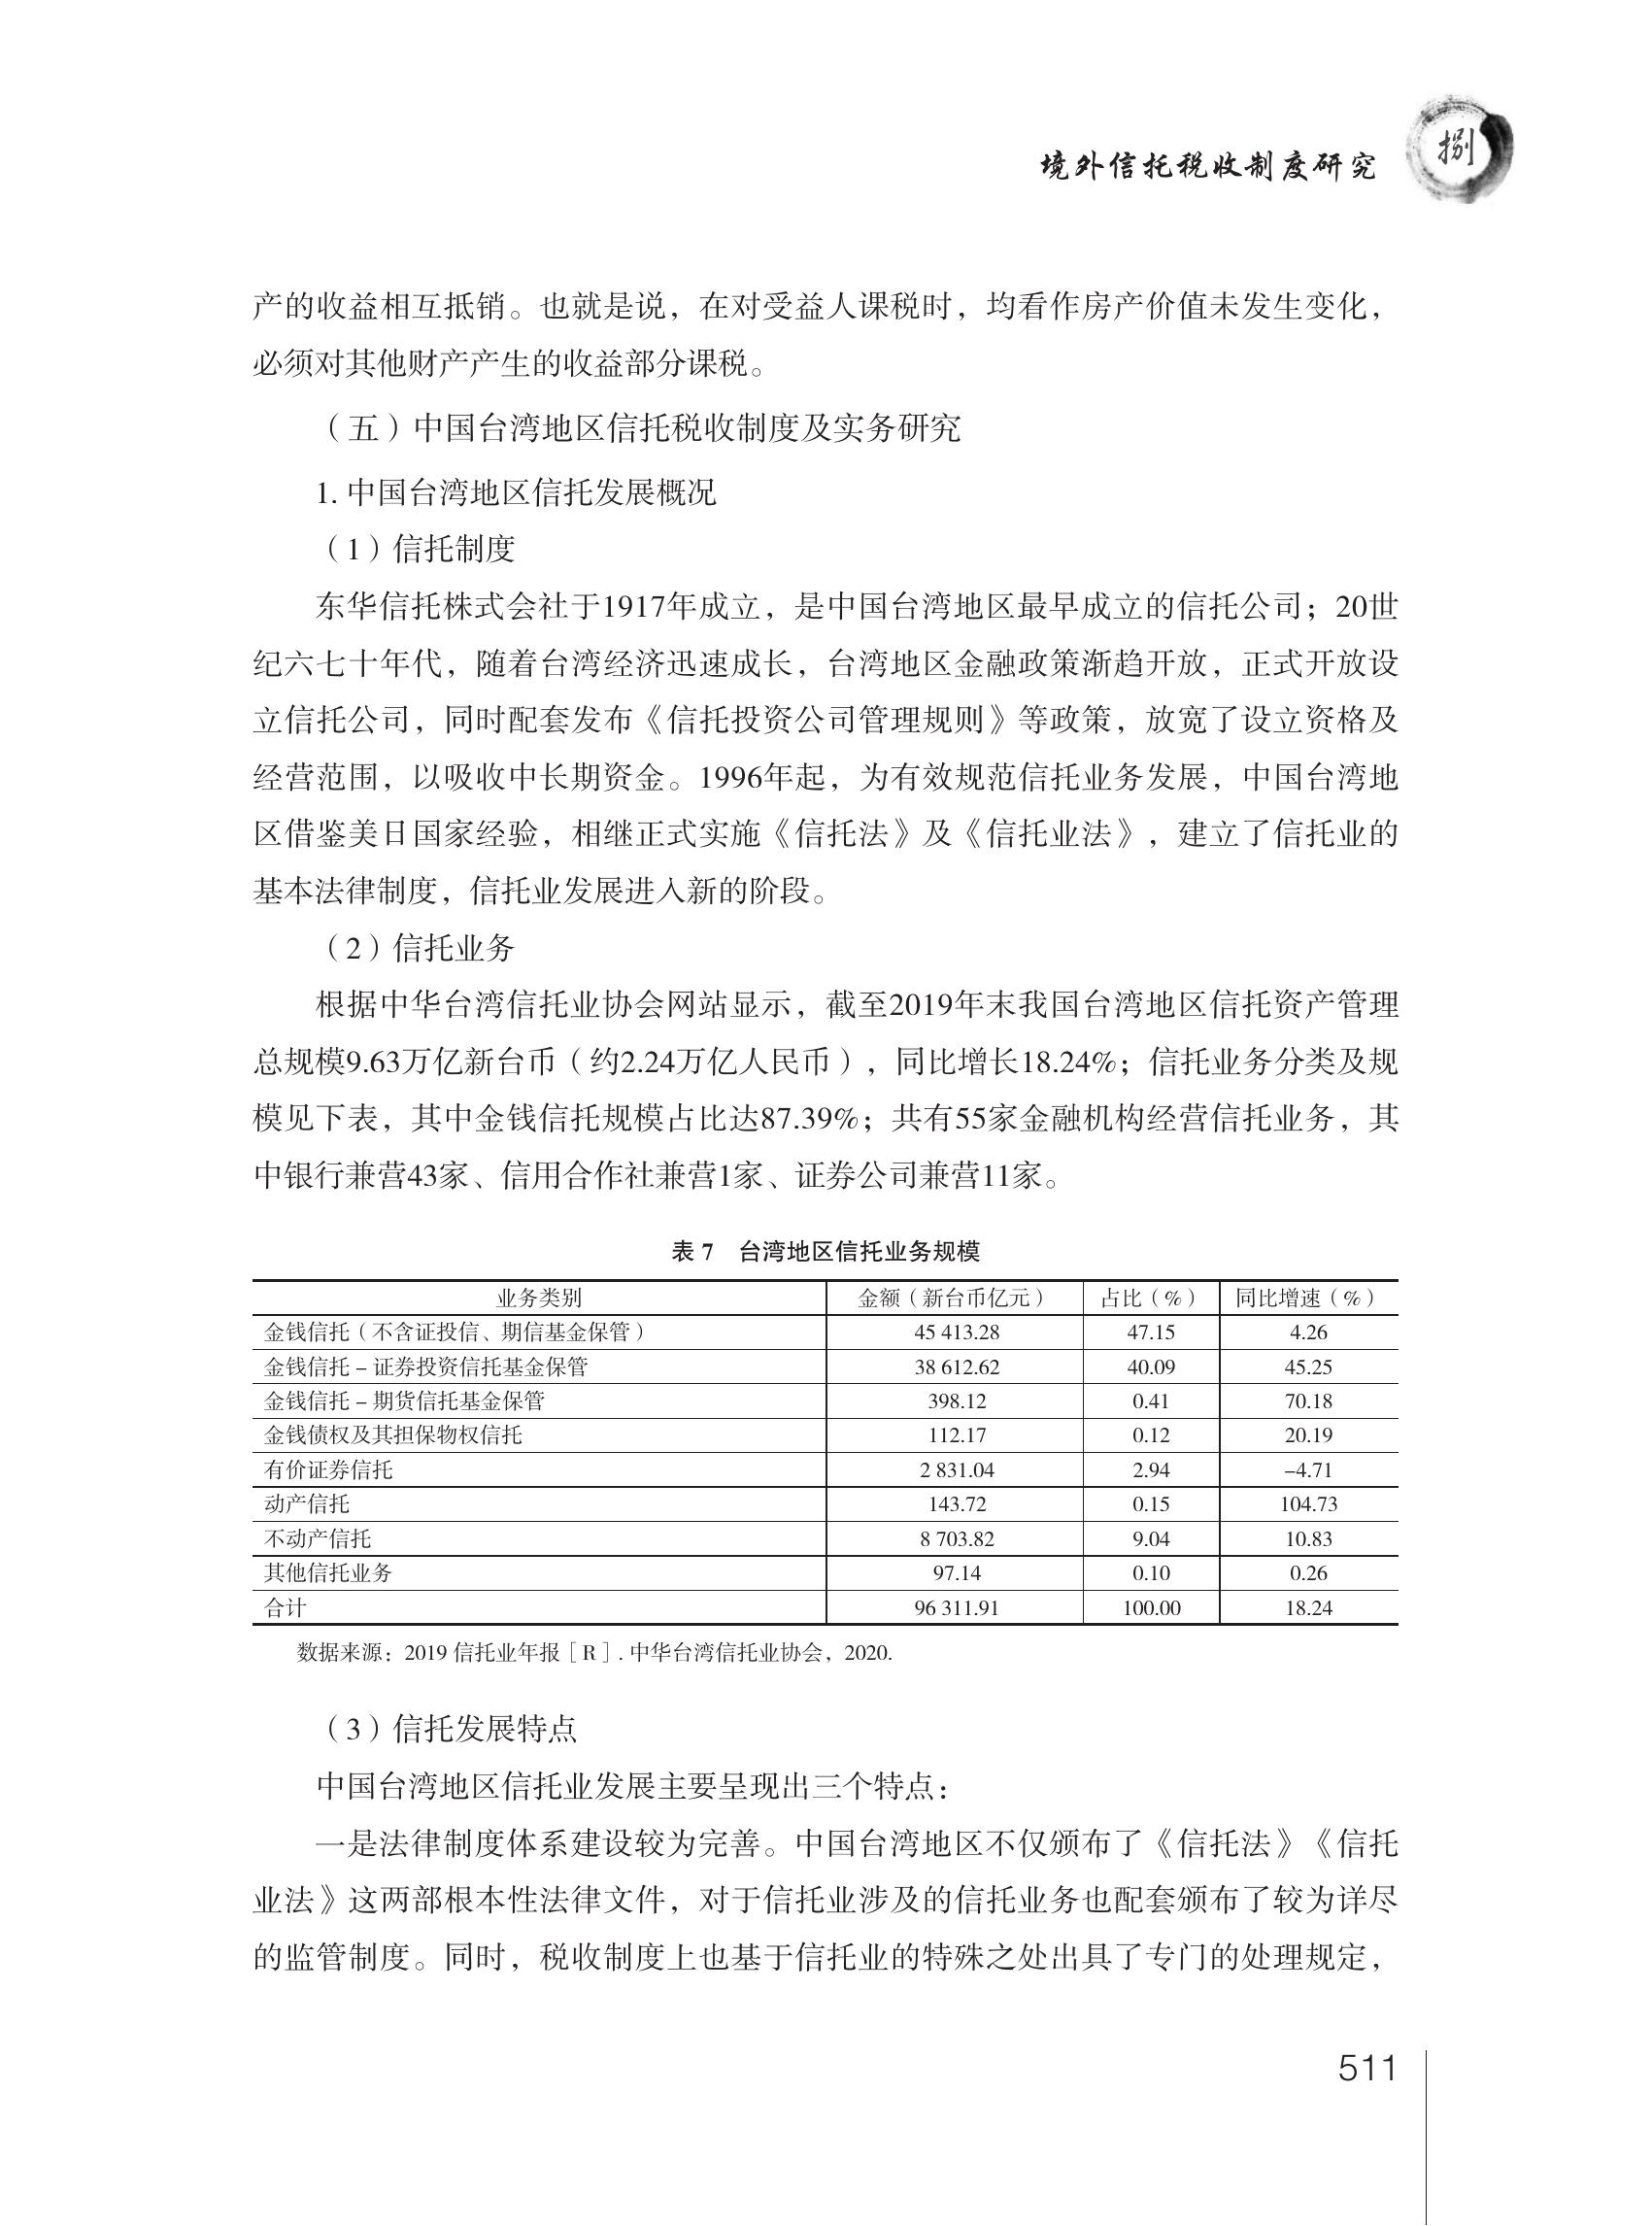 境外信托税收制度研究
捌
产的收益相互抵销。也就是说，在对受益人课税时，均看作房产价值未发生变化，
必须对其他财产产生的收益部分课税。
（五）中国台湾地区信托税收制度及实务研究
1. 中国台湾地区信托发展概况
（1）信托制度
东华信托株式会社于1917年成立，是中国台湾地区最早成立的信托公司；20世
纪六七十年代，随着台湾经济迅速成长，台湾地区金融政策渐趋开放，正式开放设
立信托公司，同时配套发布《信托投资公司管理规则》等政策，放宽了设立资格及
经营范围，以吸收中长期资金。1996年起，为有效规范信托业务发展，中国台湾地
区借鉴美日国家经验，相继正式实施《信托法》及《信托业法》，建立了信托业的
基本法律制度，信托业发展进入新的阶段。
（2）信托业务
根据中华台湾信托业协会网站显示，截至2019年末我国台湾地区信托资产管理
总规模9.63万亿新台币（约2.24万亿人民币），同比增长18.24%；信托业务分类及规
模见下表，其中金钱信托规模占比达87.39%；共有55家金融机构经营信托业务，其
中银行兼营43家、信用合作社兼营1家、证券公司兼营11家。
表 7 台湾地区信托业务规模
业务类别 金额（新台币亿元） 占比（%） 同比增速（%）
金钱信托（不含证投信、期信基金保管） 45 413.28 47.15 4.26
金钱信托 – 证券投资信托基金保管 38 612.62 40.09 45.25
金钱信托 – 期货信托基金保管 398.12 0.41 70.18
金钱债权及其担保物权信托 112.17 0.12 20.19
有价证券信托 2 831.04 2.94 –4.71
动产信托 143.72 0.15 104.73
不动产信托 8 703.82 9.04 10.83
其他信托业务 97.14 0.10 0.26
合计 96 311.91 100.00 18.24
数据来源：2019 信托业年报［R］. 中华台湾信托业协会，2020.
（3）信托发展特点
中国台湾地区信托业发展主要呈现出三个特点：
一是法律制度体系建设较为完善。中国台湾地区不仅颁布了《信托法》《信托
业法》这两部根本性法律文件，对于信托业涉及的信托业务也配套颁布了较为详尽
的监管制度。同时，税收制度上也基于信托业的特殊之处出具了专门的处理规定，
511